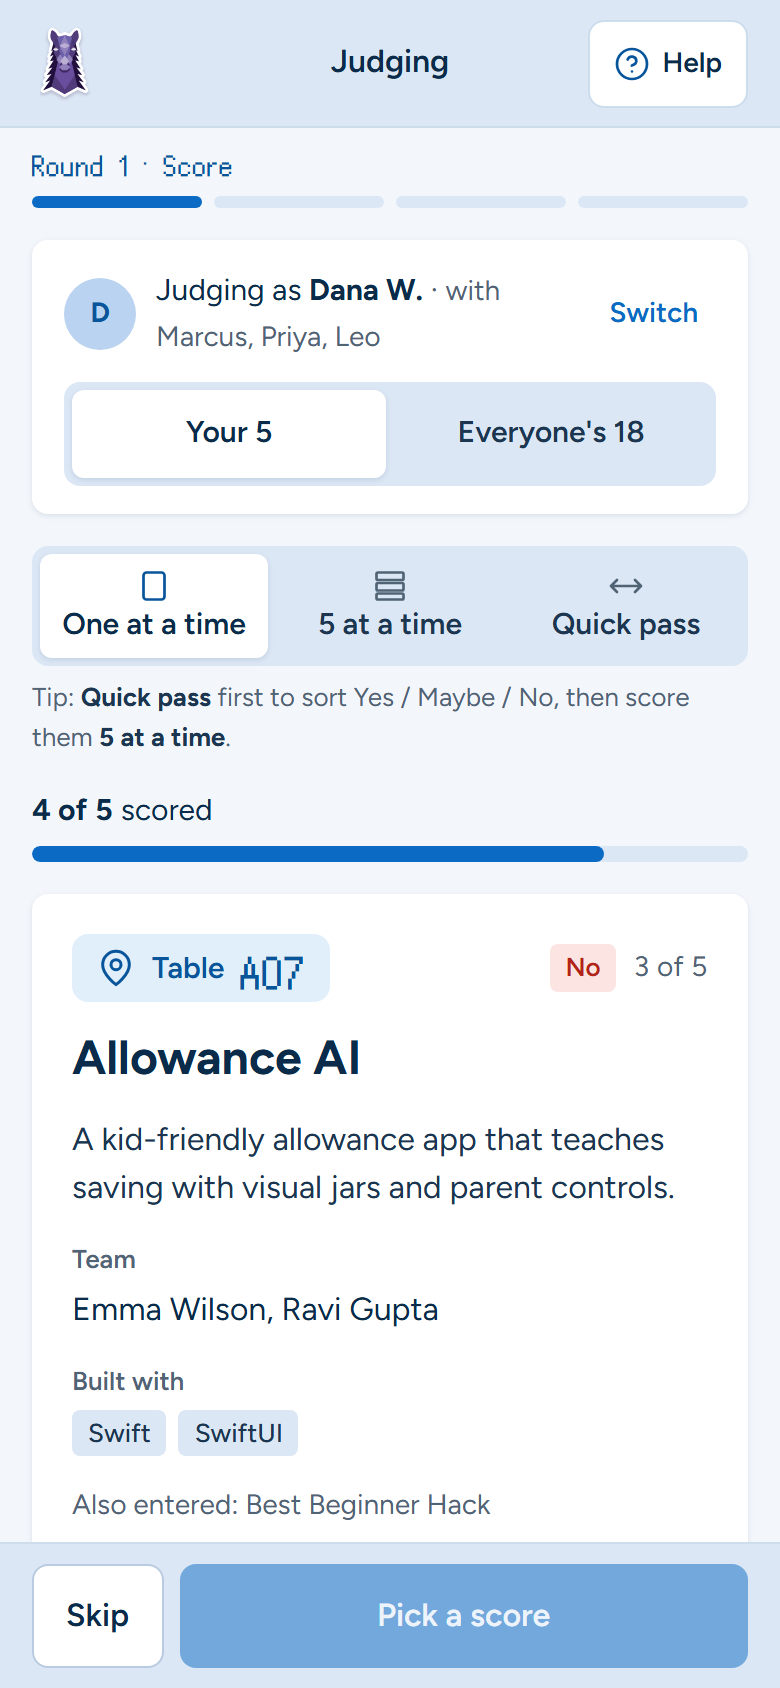 Judging
Help
Round 1 · Score
D
Judging as Dana W. · with
Marcus, Priya, Leo
Switch
Your 5
Everyone's 18
One at a time
5 at a time
Quick pass
Tip: Quick pass first to sort Yes / Maybe / No, then score
them 5 at a time.
4 of 5 scored
Table A07
No
3 of 5
Allowance AI
A kid-friendly allowance app that teaches
saving with visual jars and parent controls.
Team
Emma Wilson, Ravi Gupta
Built with
Swift
SwiftUI
Also entered: Best Beginner Hack
Skip
Pick a score